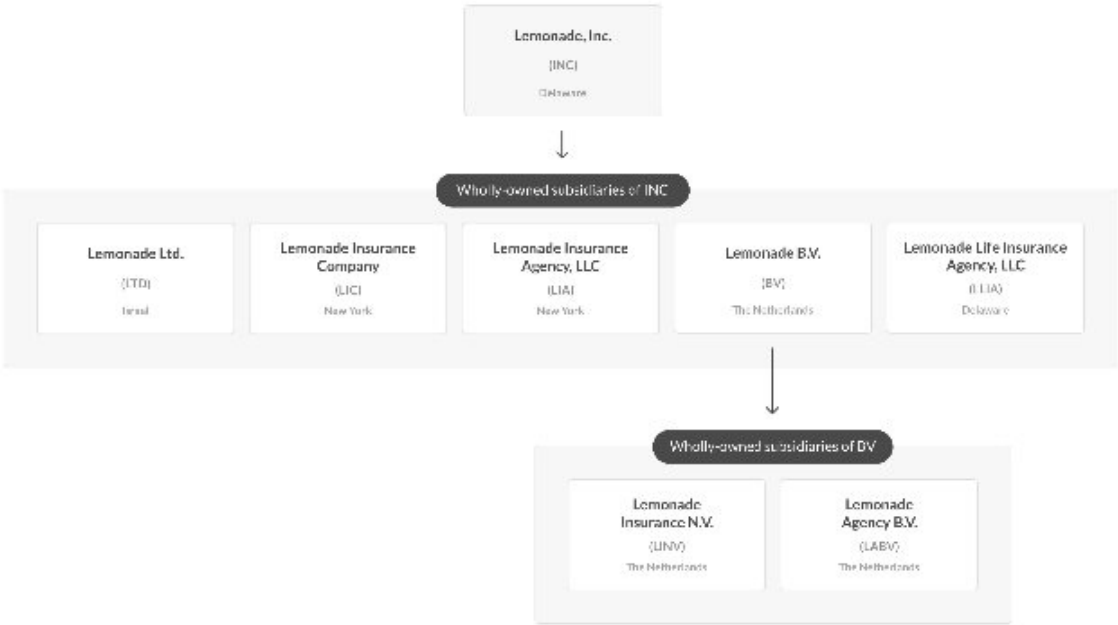 Lemonade, Inc.
(INC)
Delaware
Wholly-owned subsidiaries of INC
Lemonade Ltd.
(LTD)
Israel
Lemonade Insurance
Company
(LIC)
New York
Lemonade Insurance
Agency, LLC
(LIA)
New York
Lemonade B.V.
(BV)
The Netherlands
Lemonade Life Insurance
Agency, LLC
(LLIA)
Delaware
Wholly-owned subsidiaries of BV
Lemonade
Insurance N.V.
(LINV)
The Netherlands
Lemonade
Agency B.V.
(LABV)
The Netherlands